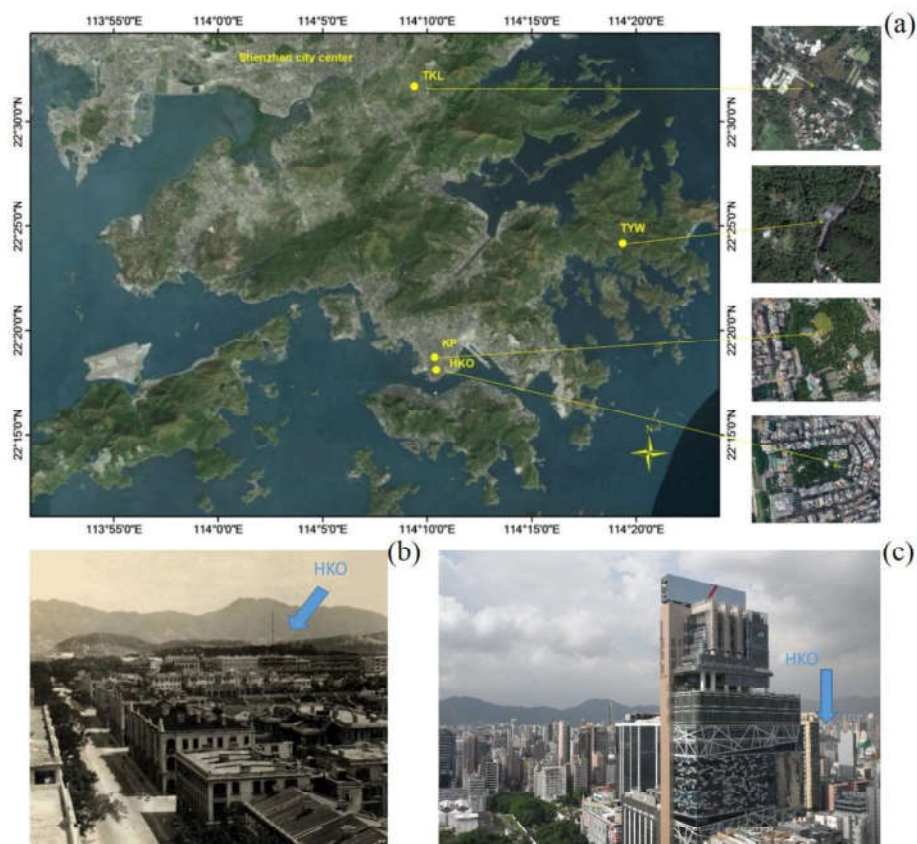 (a)
113°55'0"E 114°0'0"E 114°5'0"E 114°10'0"E 114°15'0"E 114°20'0"E
Shenzhen city center
TKL
22°30'0"N 22°30'0"N
22°25'0"N 22°25'0"N
TYW
22°20'0"N 22°20'0"N
KP
HKO
22°15'0"N 22°15'0"N
N
113°55'0"E 114°0'0"E 114°5'0"E 114°10'0"E 114°15'0"E 114°20'0"E
(b)
HKO
(c)
HKO